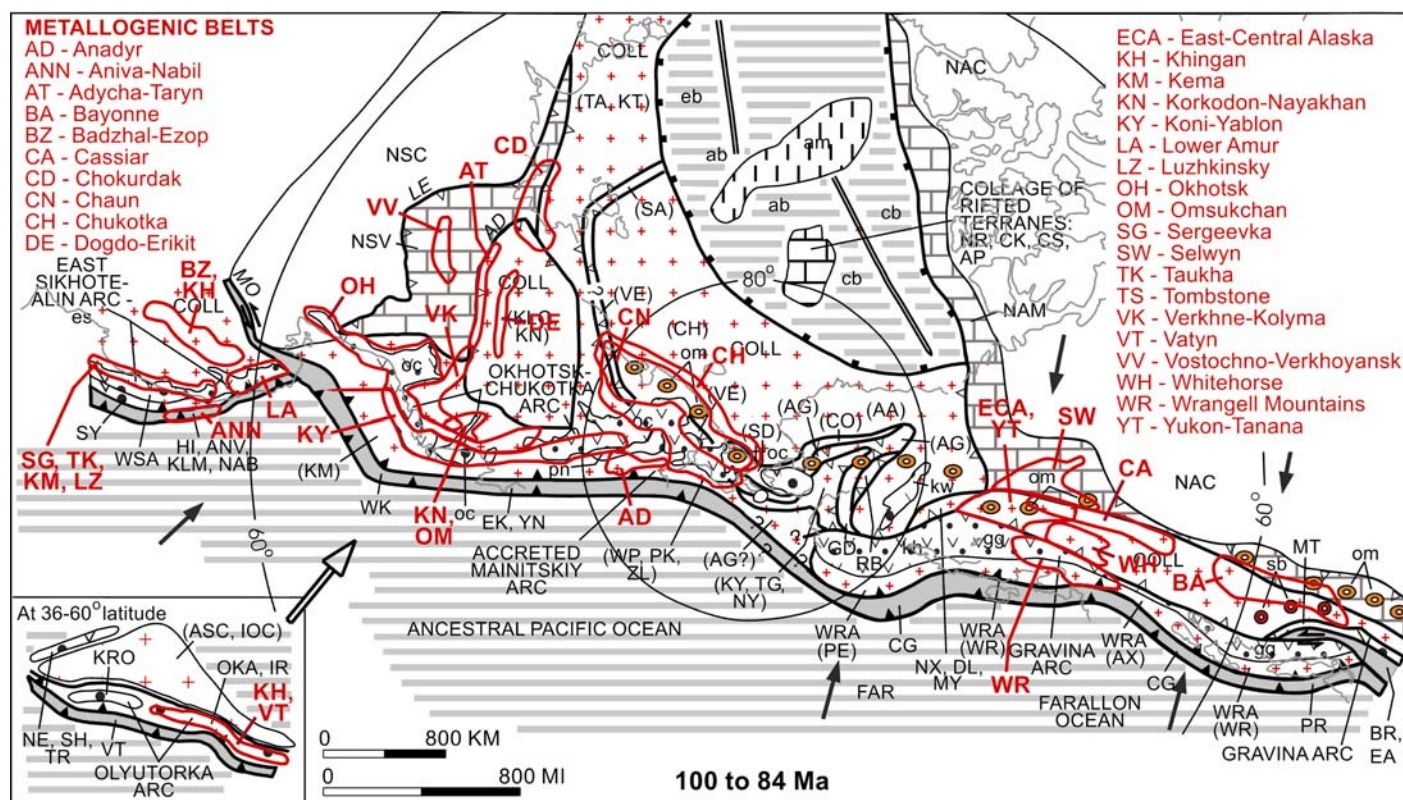 METALLOGENIC BELTS
AD - Anadyr
ANN - Aniva-Nabil
AT - Adycha-Taryn
BA - Bayonne
BZ - Badzhal-Ezop
CA - Cassiar
CD - Chokurdak
CN - Chaun
CH - Chukotka
DE - Dogdo-Erikit
ECA - East-Central Alaska
KH - Khingan
KM - Kema
KN - Korkodon-Nayakhan
KY - Koni-Yablon
LA - Lower Amur
LZ - Luzhkinsky
OH - Okhotsk
OM - Omsukchan
SG - Sergeevka
SW - Selwyn
TK - Taukha
TS - Tombstone
VK - Verkhne-Kolyma
VT - Vatyn
VV - Vostochno-Verkhoyansk
WH - Whitehorse
WR - Wrangell Mountains
YT - Yukon-Tanana
EAST
SIKHOTE-
ALIN ARC -
es
BZ,
KH
COLL
MO
OH
VV
NSV
NSC
LE
AT
AD
CD
COLL
(TA, KT)
(SA)
eb
ab
am
ab
cb
cb
NAC
COLLAGE OF
RIFTED
TERRANES:
NR, CK, CS,
AP
80°
NAM
COLL
DE
KN)
VK
oc
OKHOTSK-
CHUKOTKA
ARC
(VE)
CN
(CH)
om
CH
COLL
(VE)
oc
(SD)
oc
(AG)
(CO)
(AA)
(AG)
kw
ECA,
YT
SW
om
CA
NAC
60°
SY
WSA
HI, ANV,
KLM, NAB
ANN
LA
SG, TK,
KM, LZ
KY
(KM)
WK
KN,
OM
oc
EK, YN
pn
AD
ACCRETED
MAINITSKIY
ARC
(WP, PK,
ZL)
(AG?)
(KY, TG,
NY)
?
?
?
GD
RB
kh
gg
WH
COLL
BA
sb
MT
om
gg
60°
ANCESTRAL PACIFIC OCEAN
WRA
(PE)
CG
FAR
NX, DL,
MY
WRA
(WR)
WR
GRAVINA
ARC
WRA
(AX)
CG
FARALLON
OCEAN
WRA
(WR)
GRAVINA ARC
PR
BR,
EA
At 36-60° latitude
(ASC, IOC)
KRO
OKA, IR
KH,
VT
NE, SH,
TR
VT
OLYUTORKA
ARC
0 800 KM
0 800 MI
100 to 84 Ma